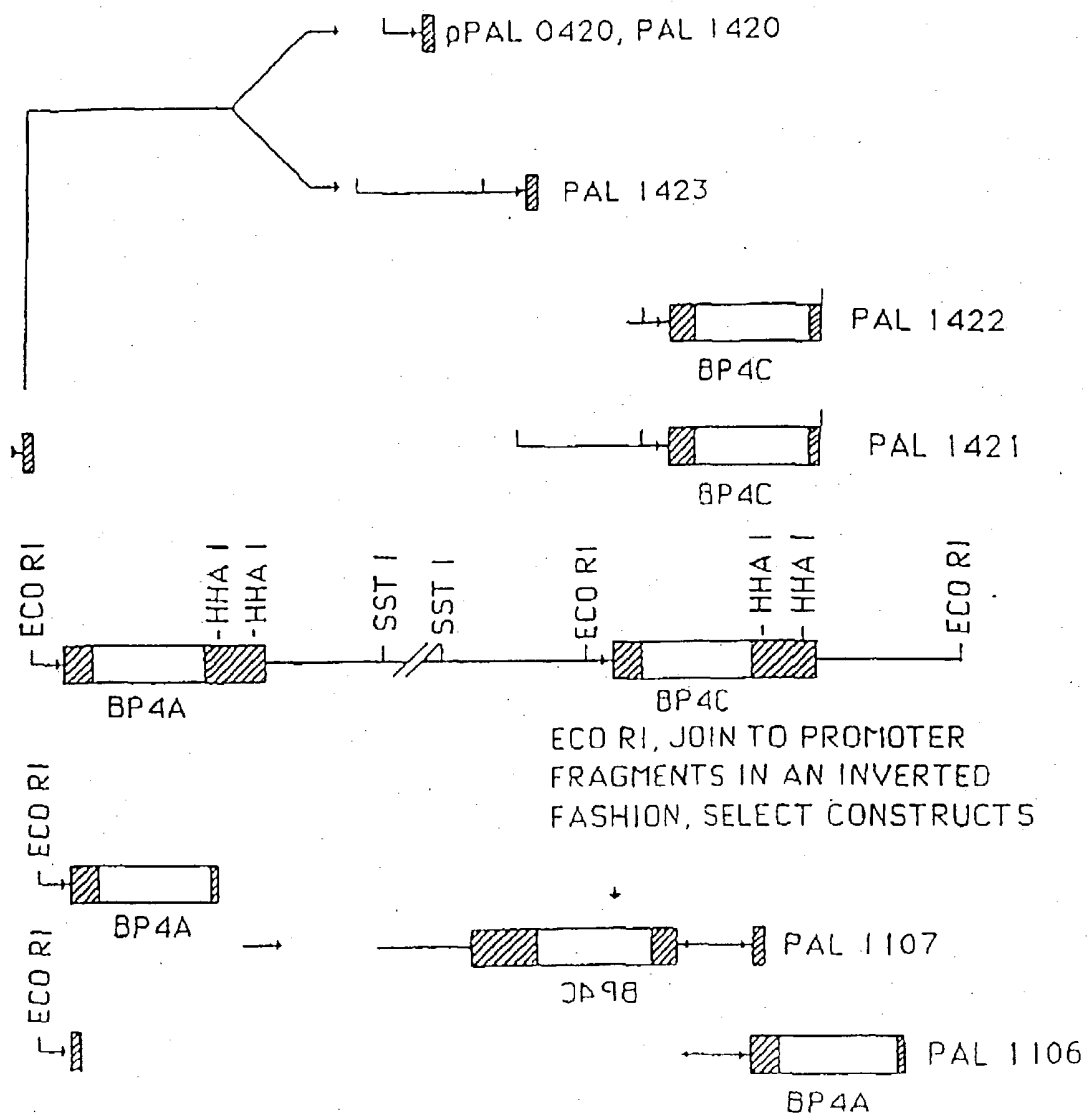 pPAL 0420, PAL 1420
PAL 1423
PAL 1422
BP4C
PAL 1421
BP4C
ECO RI
-HHA I
-HHA I
SST I
SST I
ECO RI
-HHA I
-HHA I
ECO RI
BP4A
BP4C
ECO RI, JOIN TO PROMOTER
FRAGMENTS IN AN INVERTED
FASHION, SELECT CONSTRUCTS
ECO RI
BP4A
ECO RI
PAL 1107
BP4C
PAL 1106
BP4A